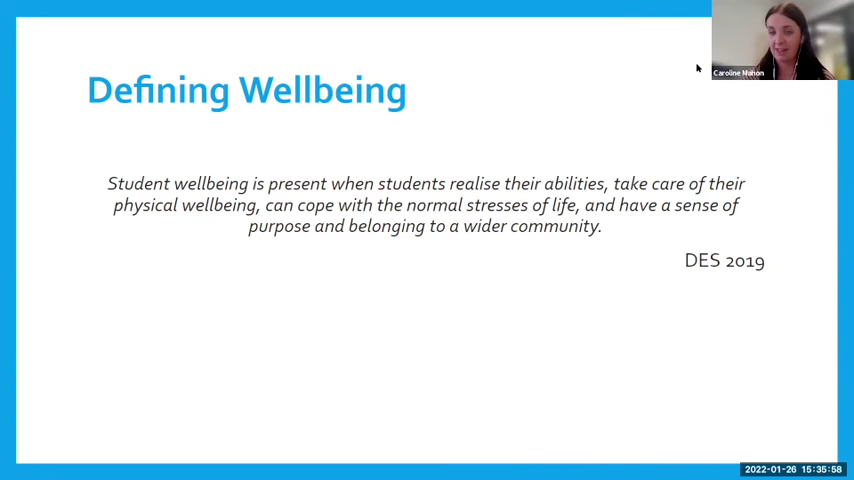 Caroline Mahon
Defining Wellbeing
Student wellbeing is present when students realise their abilities, take care of their
physical wellbeing, can cope with the normal stresses of life, and have a sense of
purpose and belonging to a wider community.
DES 2019
2022-01-26 15:35:58